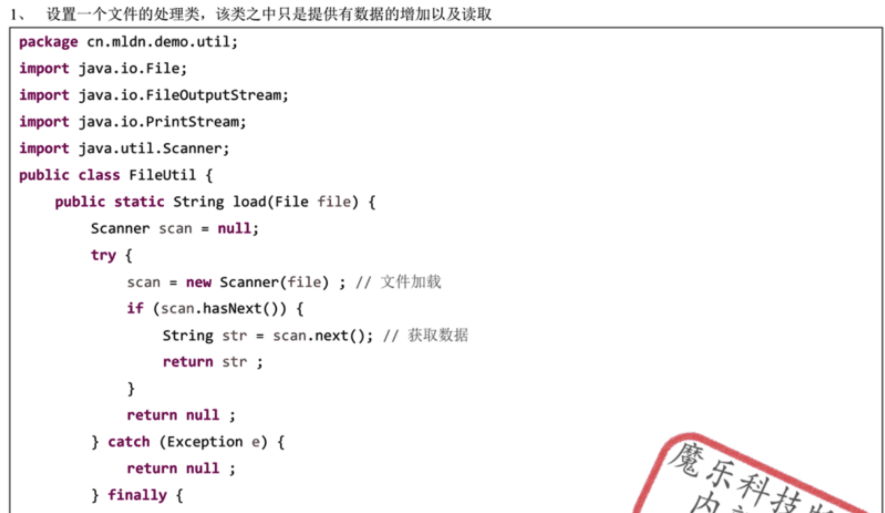 1、 设置一个文件的处理类，该类之中只是提供有数据的增加以及读取
package cn.mldn.demo.util;
import java.io.File;
import java.io.FileOutputStream;
import java.io.PrintStream;
import java.util.Scanner;
public class FileUtil {
    public static String load(File file) {
        Scanner scan = null;
        try {
            scan = new Scanner(file) ; // 文件加载
            if (scan.hasNext()) {
                String str = scan.next(); // 获取数据
                return str ;
            }
            return null ;
        } catch (Exception e) {
            return null ;
        } finally {
魔乐科技